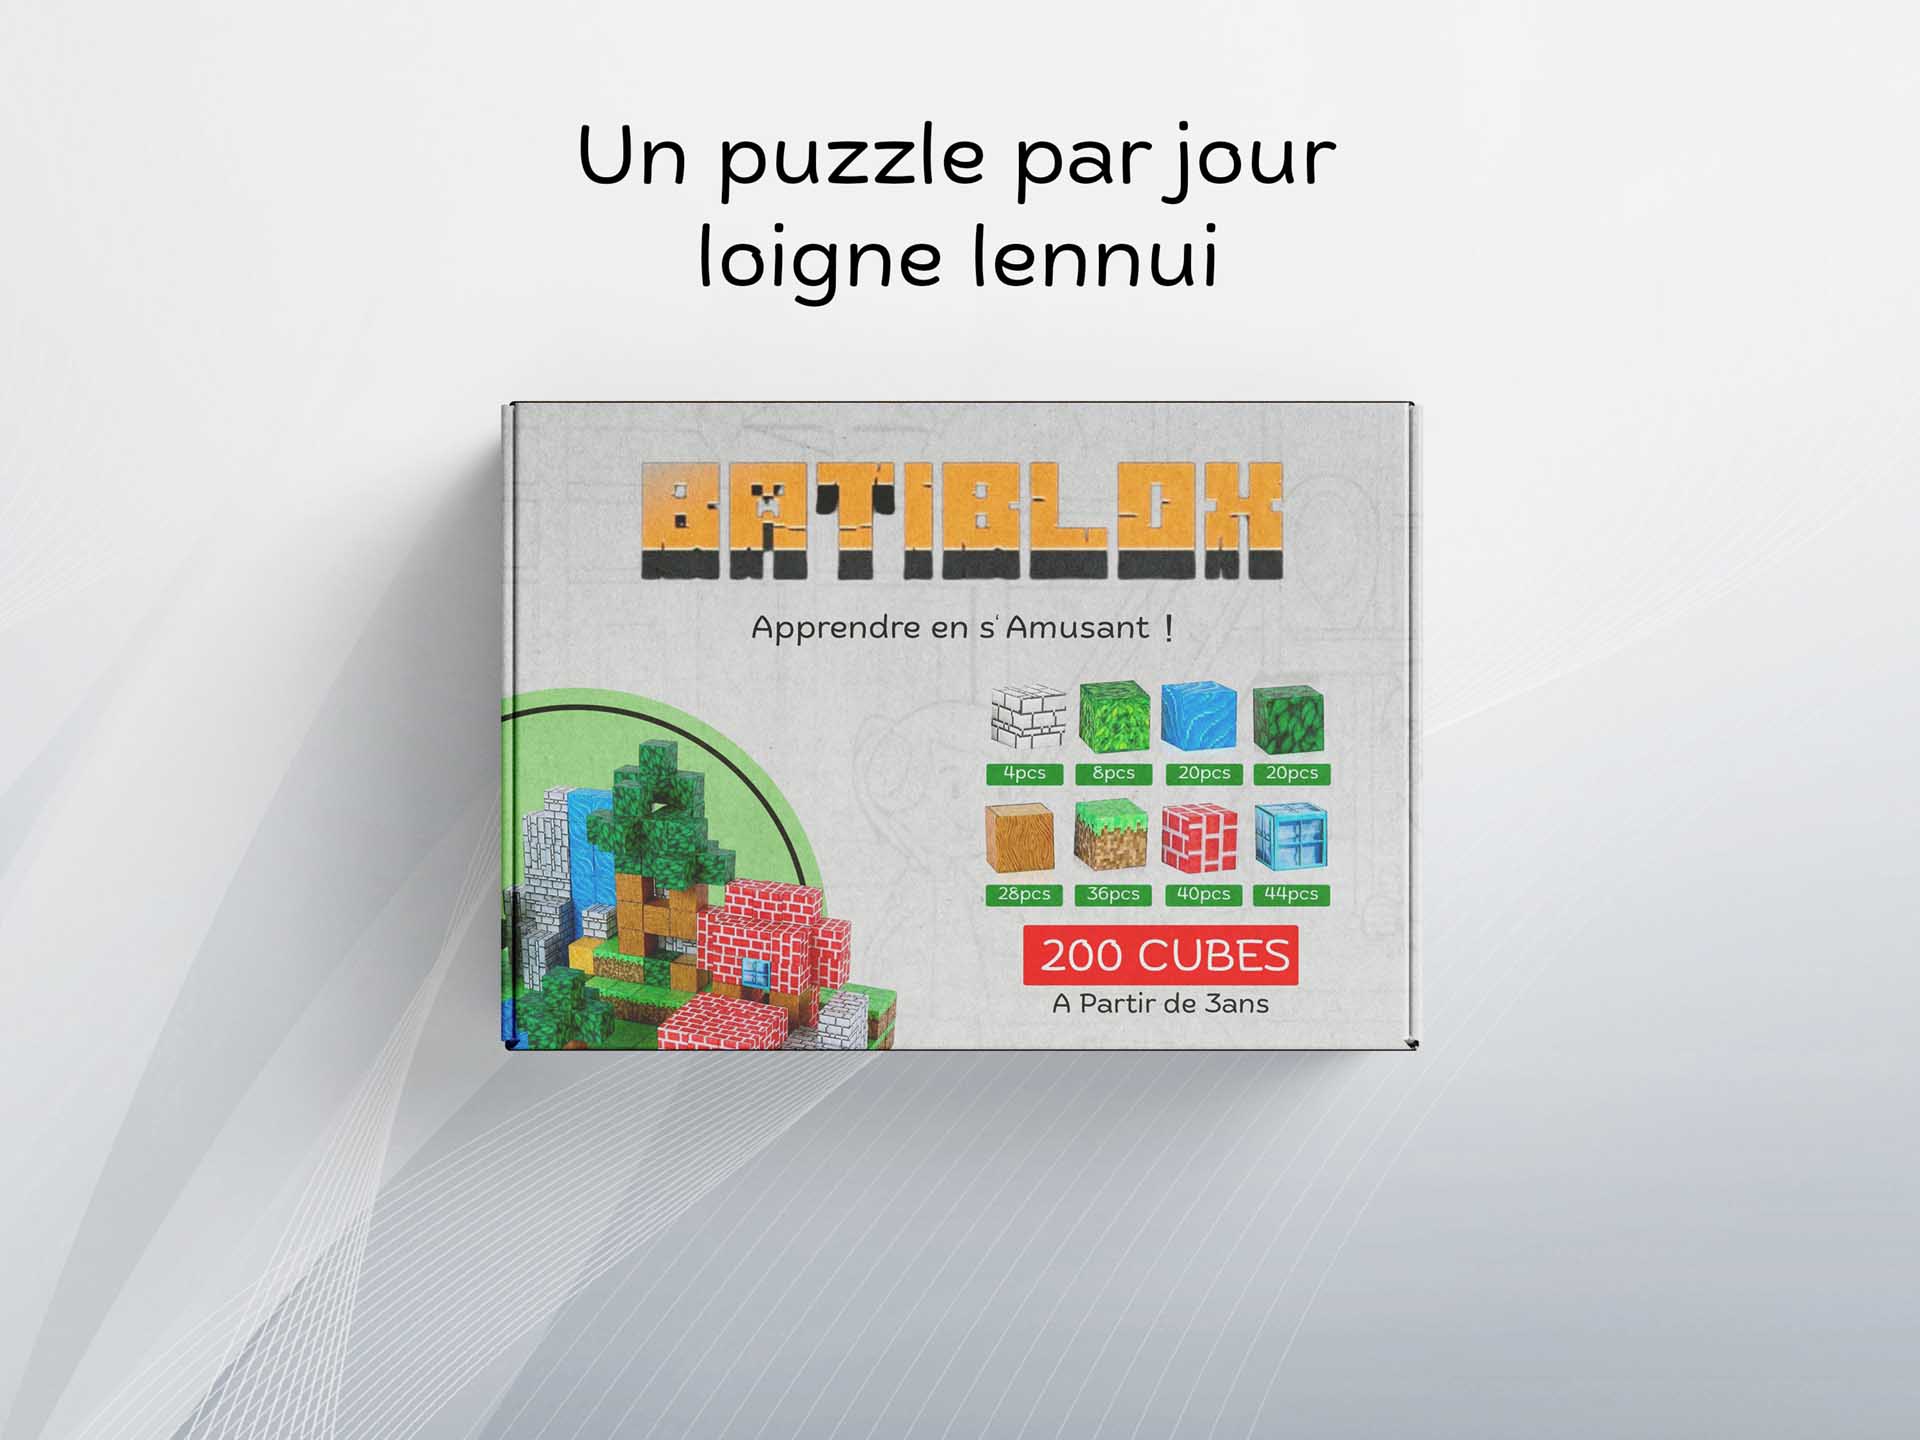 Un puzzle par jour
loigne lennui
BATIBLOX
Apprendre en s'Amusant !
4pcs 8pcs 20pcs 20pcs
28pcs 36pcs 40pcs 44pcs
200 CUBES
A Partir de 3ans